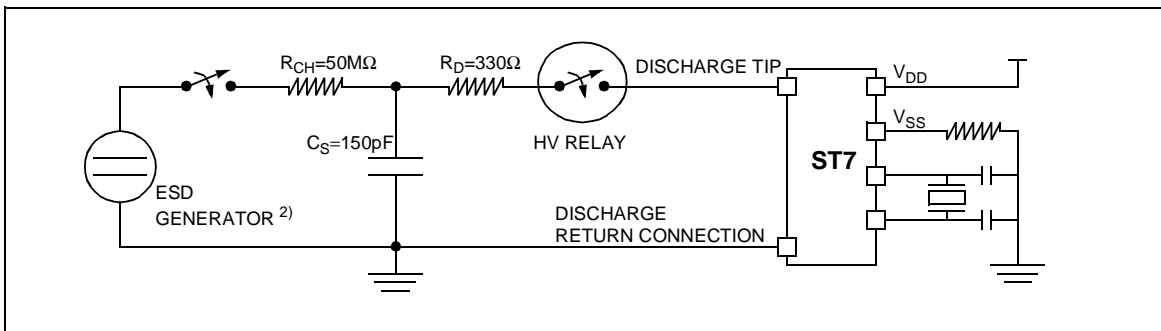 R_CH=50MΩ
R_D=330Ω
DISCHARGE TIP
V_DD
C_S=150pF
HV RELAY
V_SS
ST7
ESD
GENERATOR 2)
DISCHARGE
RETURN CONNECTION